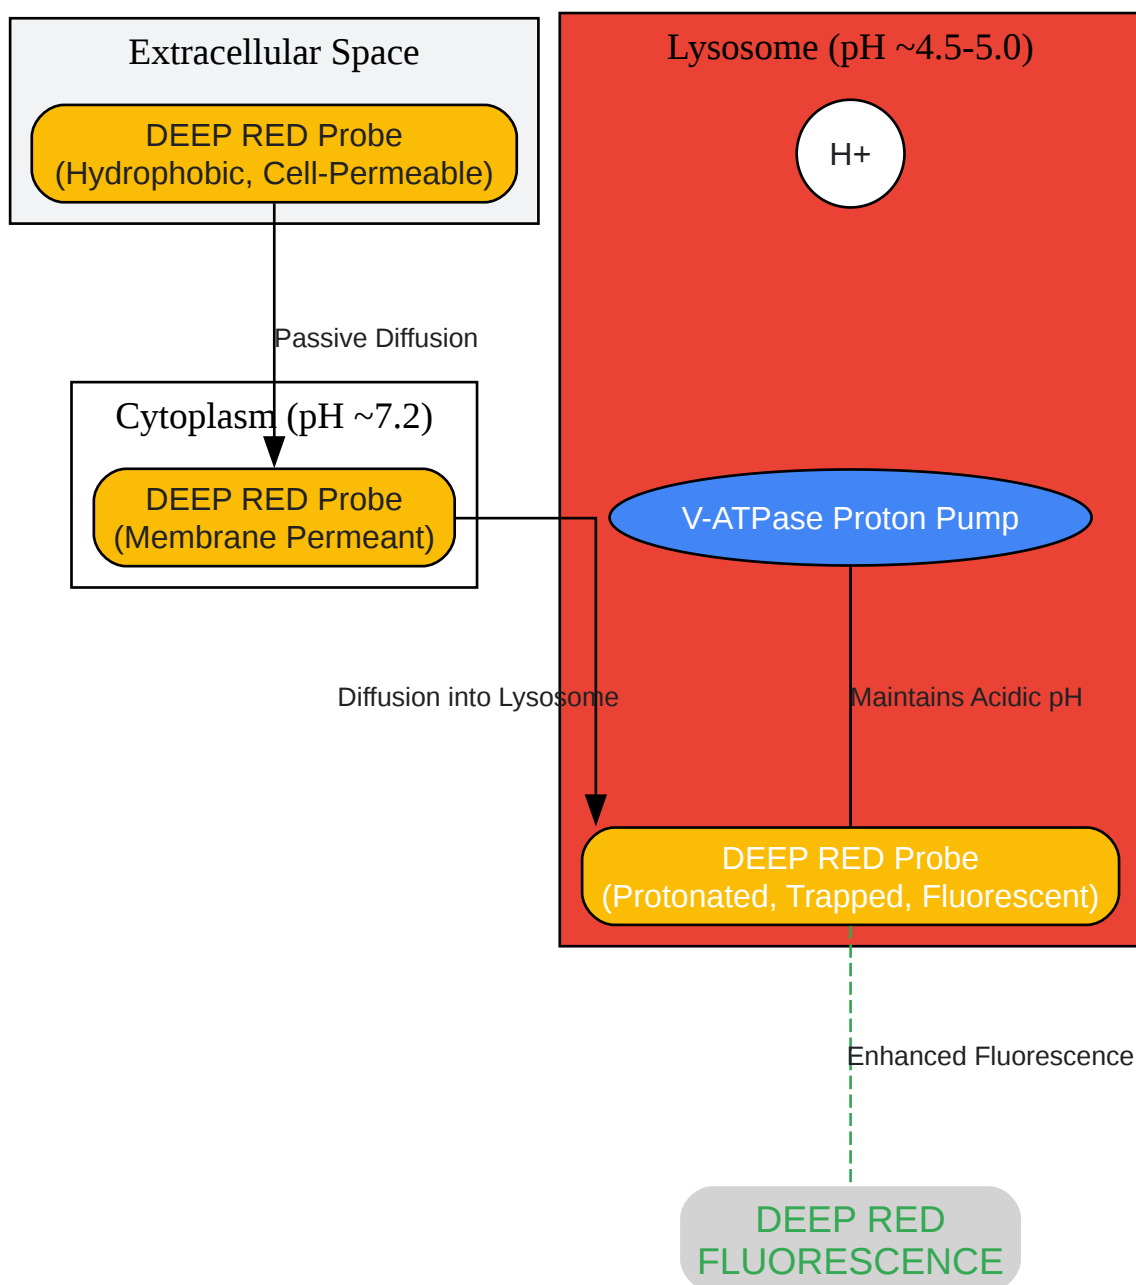 Extracellular Space
DEEP RED Probe
(Hydrophobic, Cell-Permeable)
Passive Diffusion
Cytoplasm (pH ~7.2)
DEEP RED Probe
(Membrane Permeant)
Diffusion into Lysosome
Lysosome (pH ~4.5-5.0)
H+
V-ATPase Proton Pump
Maintains Acidic pH
DEEP RED Probe
(Protonated, Trapped, Fluorescent)
Enhanced Fluorescence
DEEP RED
FLUORESCENCE